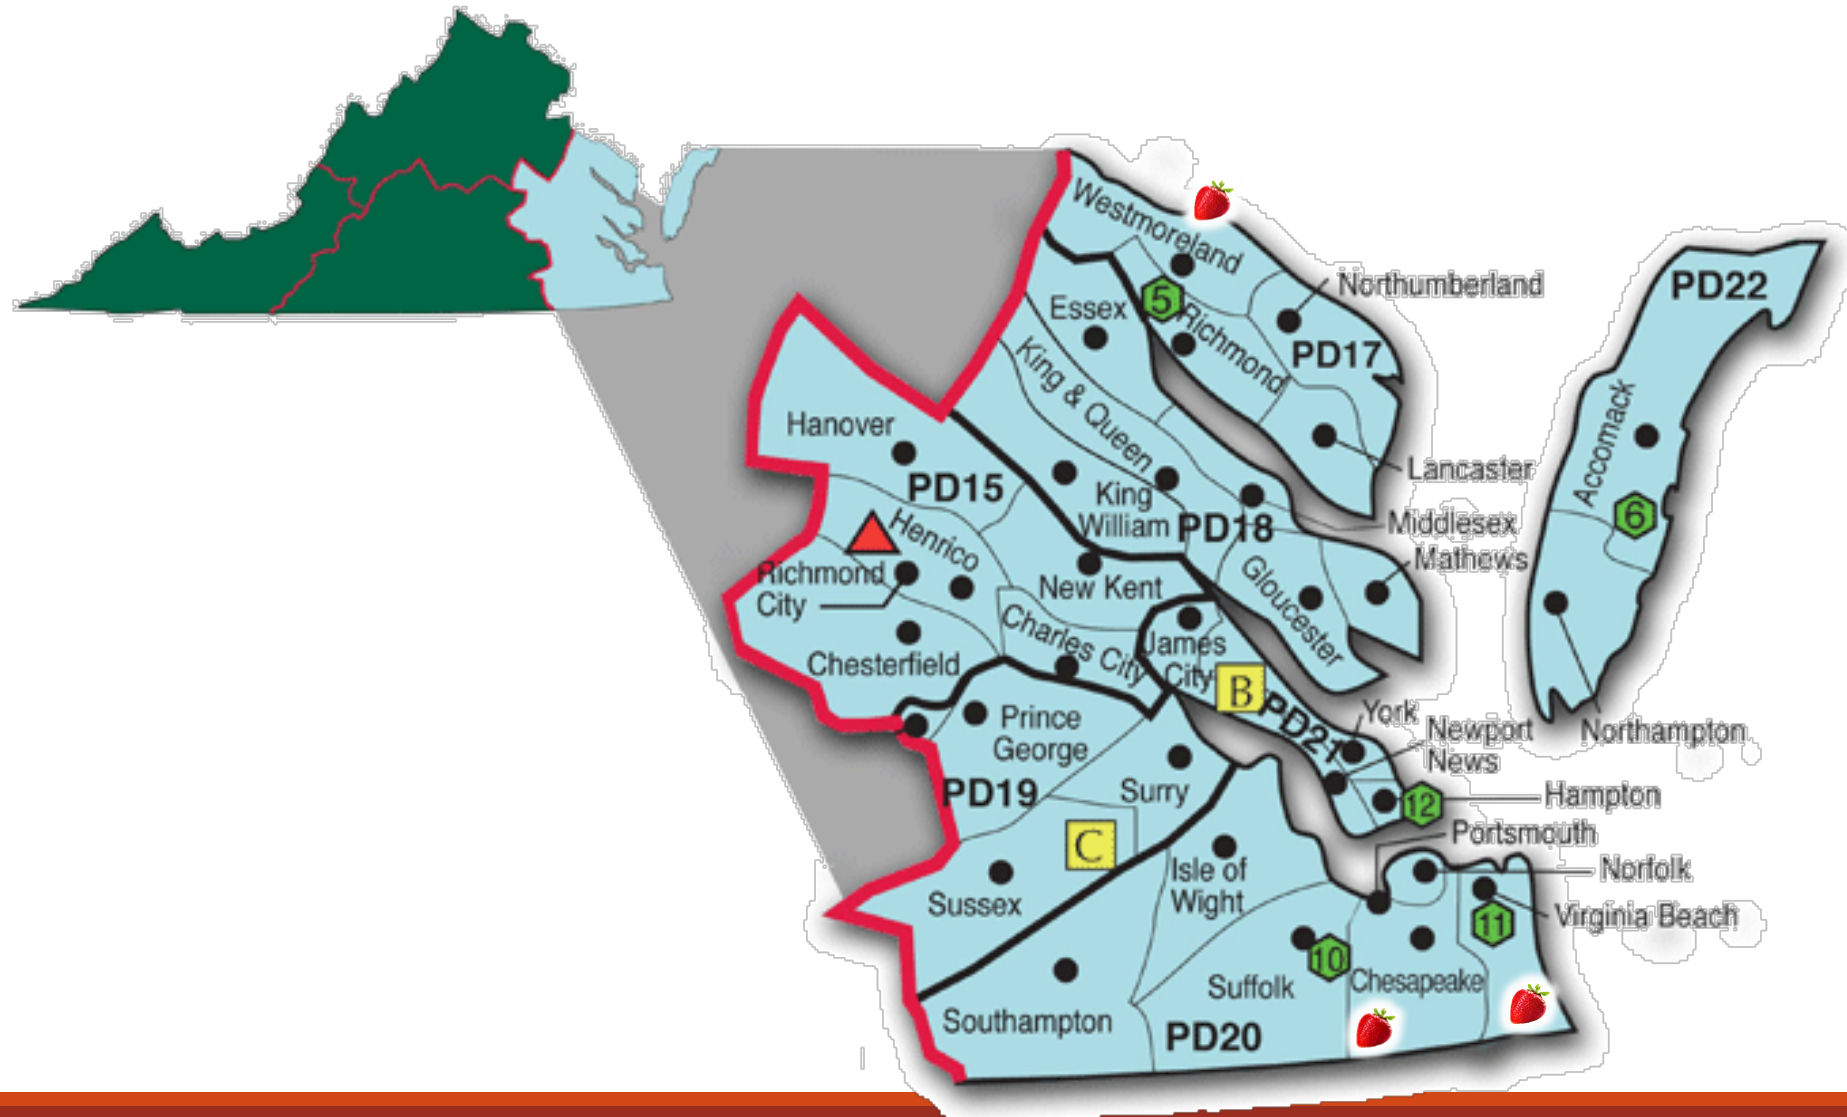 Westmoreland
Northumberland
PD22
5
Essex
Richmond
PD17
King & Queen
Hanover
Accomack
Lancaster
PD15
King
William
PD18
6
Henrico
Middlesex
Mathews
Richmond
City
New Kent
Gloucester
Charles City
James
City
Chesterfield
B
PD21
York
Newport
News
Northampton
Prince
George
PD19
Surry
12
Hampton
Portsmouth
C
Isle of
Wight
Norfolk
Sussex
Virginia Beach
11
10
Suffolk
Chesapeake
Southampton
PD20